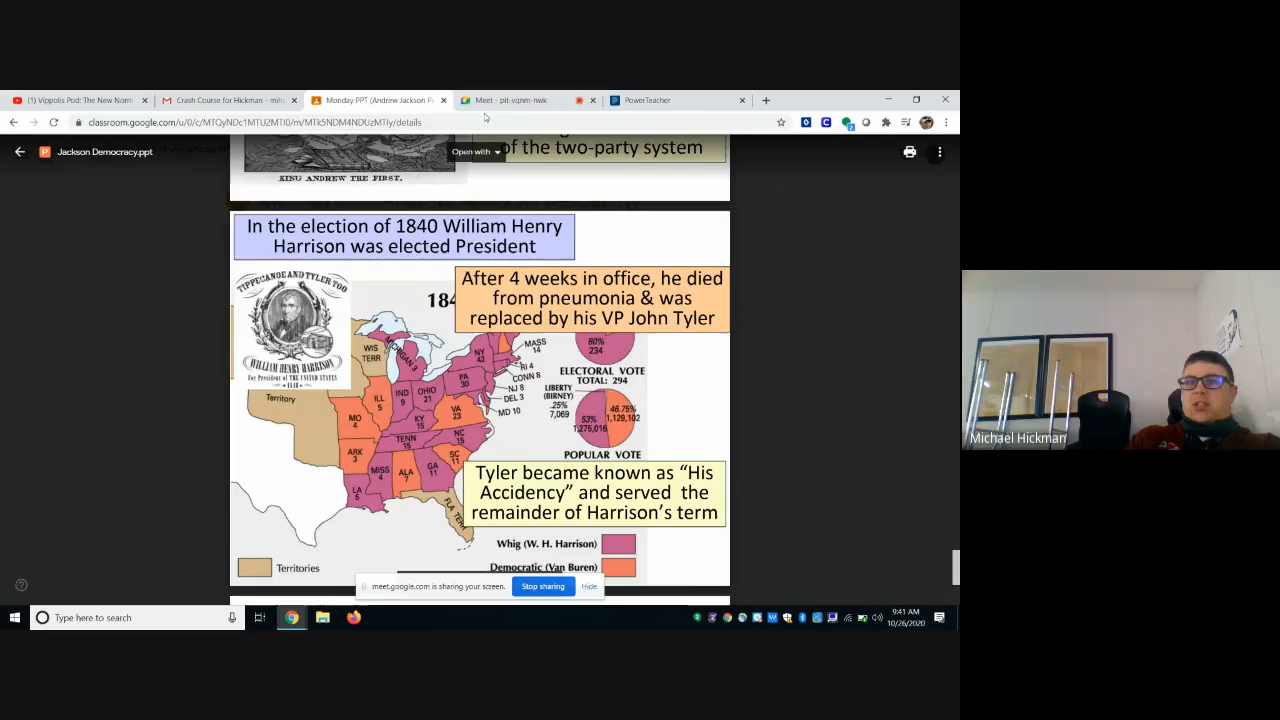 (1) Vippolis Pod: The New Norm
Crash Course for Hickman - mih
Monday PPT (Andrew Jackson P
Meet - pit-vqnm-nwk
PowerTeacher
classroom.google.com/u/0/c/MTQyNDc1MTU2MTI0/m/MTk5NDM4NDUzMTIy/details
Jackson Democracy.ppt
Open with
of the two-party system
KING ANDREW THE FIRST.
In the election of 1840 William Henry
Harrison was elected President
After 4 weeks in office, he died
from pneumonia & was
replaced by his VP John Tyler
TIPPECANOE AND TYLER TOO
WILLIAM HENRY HARRISON
For President of THE UNITED STATES
1840
184
80%
234
ELECTORAL VOTE
TOTAL: 294
LIBERTY
(BIRNEY)
.25%
7,069
53%
1,275,016
46.75%
1,129,102
POPULAR VOTE
WIS
TERR
MICHIGAN 3
NY
42
MASS
14
RI 4
CONN 8
NJ 8
DEL 3
MD 10
PA
30
OHIO
21
IND
9
ILL
5
Territory
MO
4
KY
15
VA
23
TENN
15
NC
15
ARK
3
SC
11
MISS
4
ALA
7
GA
11
LA
5
FLA TERR
Tyler became known as “His
Accidency” and served the
remainder of Harrison’s term
Whig (W. H. Harrison)
Democratic (Van Buren)
Territories
meet.google.com is sharing your screen.
Stop sharing
Hide
Michael Hickman
Type here to search
9:41 AM
10/26/2020